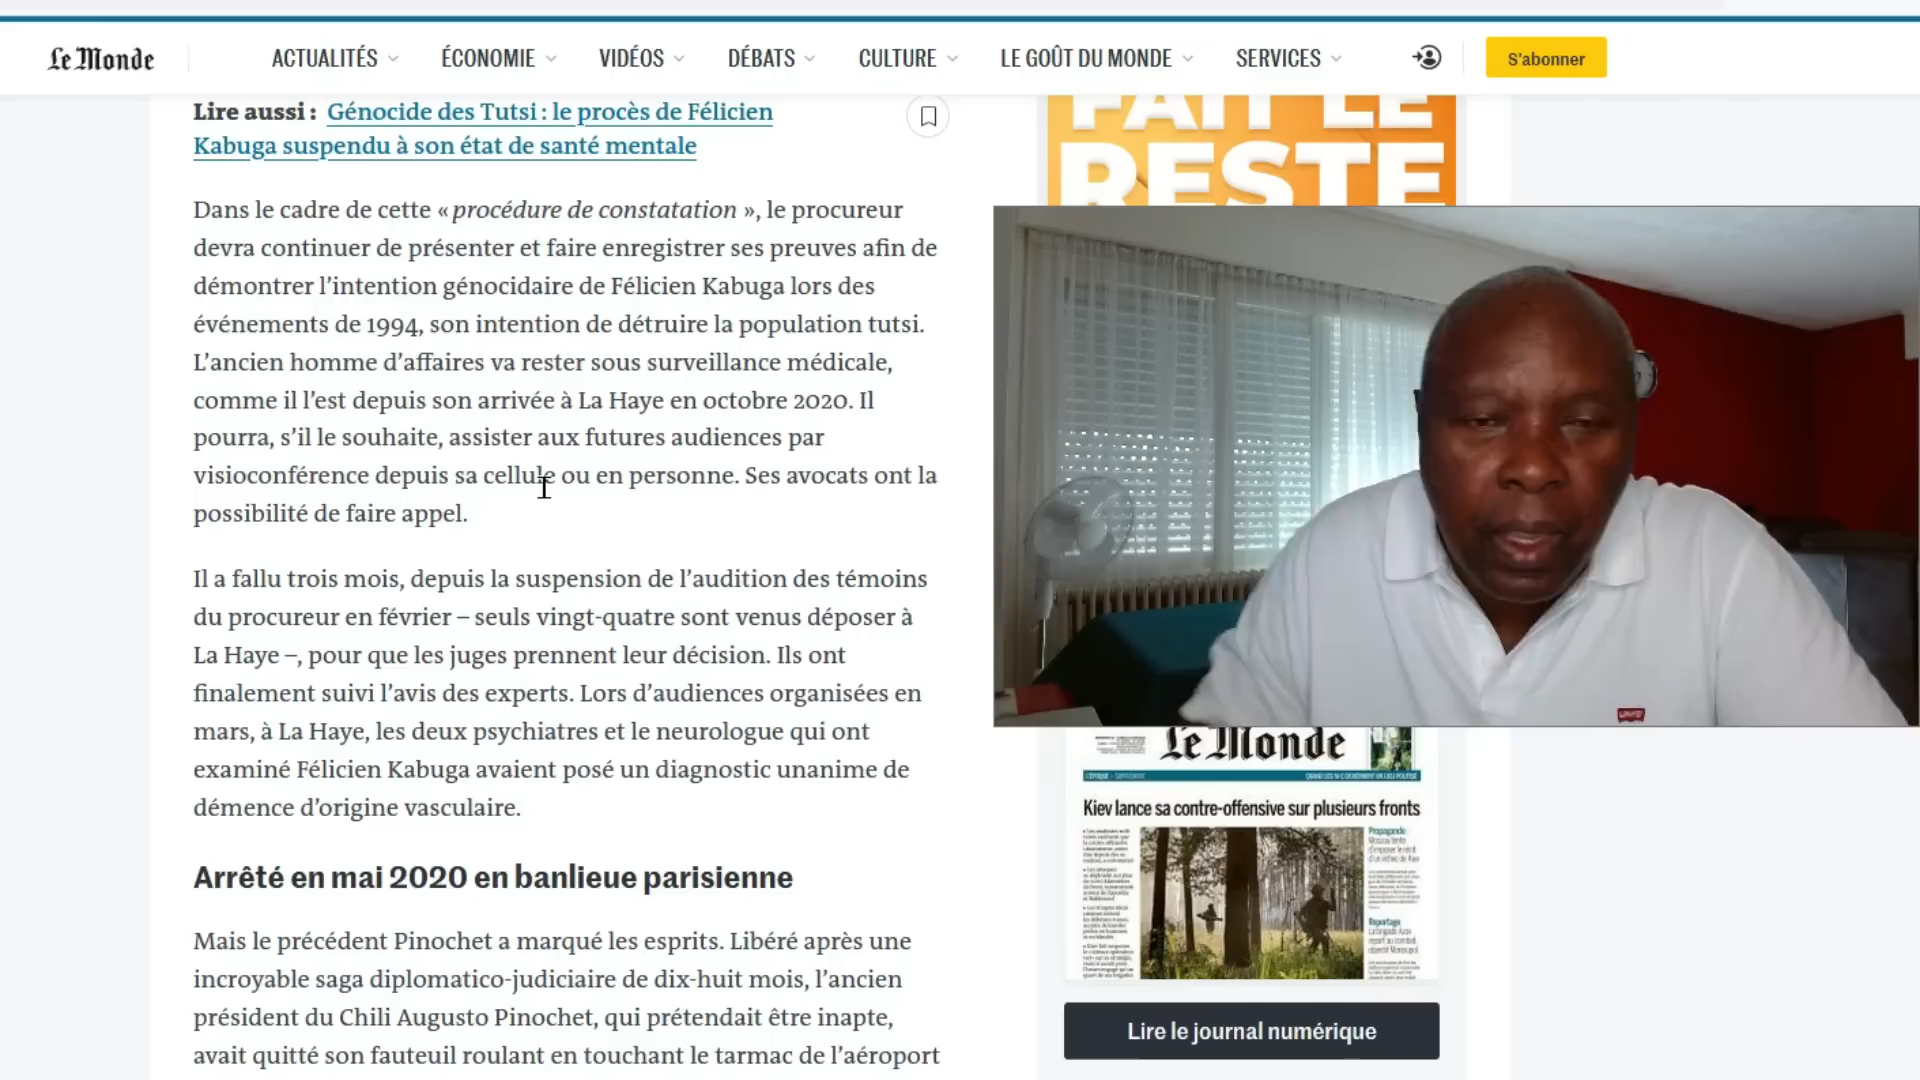 Le Monde
ACTUALITÉS
ÉCONOMIE
VIDÉOS
DÉBATS
CULTURE
LE GOÛT DU MONDE
SERVICES
S'abonner
Lire aussi : Génocide des Tutsi : le procès de Félicien
Kabuga suspendu à son état de santé mentale
Dans le cadre de cette « procédure de constatation », le procureur
devra continuer de présenter et faire enregistrer ses preuves afin de
démontrer l’intention génocidaire de Félicien Kabuga lors des
événements de 1994, son intention de détruire la population tutsi.
L’ancien homme d’affaires va rester sous surveillance médicale,
comme il l’est depuis son arrivée à La Haye en octobre 2020. Il
pourra, s’il le souhaite, assister aux futures audiences par
visioconférence depuis sa cellule ou en personne. Ses avocats ont la
possibilité de faire appel.
Il a fallu trois mois, depuis la suspension de l’audition des témoins
du procureur en février – seuls vingt-quatre sont venus déposer à
La Haye –, pour que les juges prennent leur décision. Ils ont
finalement suivi l’avis des experts. Lors d’audiences organisées en
mars, à La Haye, les deux psychiatres et le neurologue qui ont
examiné Félicien Kabuga avaient posé un diagnostic unanime de
démence d’origine vasculaire.
Arrêté en mai 2020 en banlieue parisienne
Mais le précédent Pinochet a marqué les esprits. Libéré après une
incroyable saga diplomatico-judiciaire de dix-huit mois, l’ancien
président du Chili Augusto Pinochet, qui prétendait être inapte,
avait quitté son fauteuil roulant en touchant le tarmac de l’aéroport
FAIT LE
RESTE
Levi's
Le Monde
Kiev lance sa contre-offensive sur plusieurs fronts
Propagande
Reportage
Lire le journal numérique